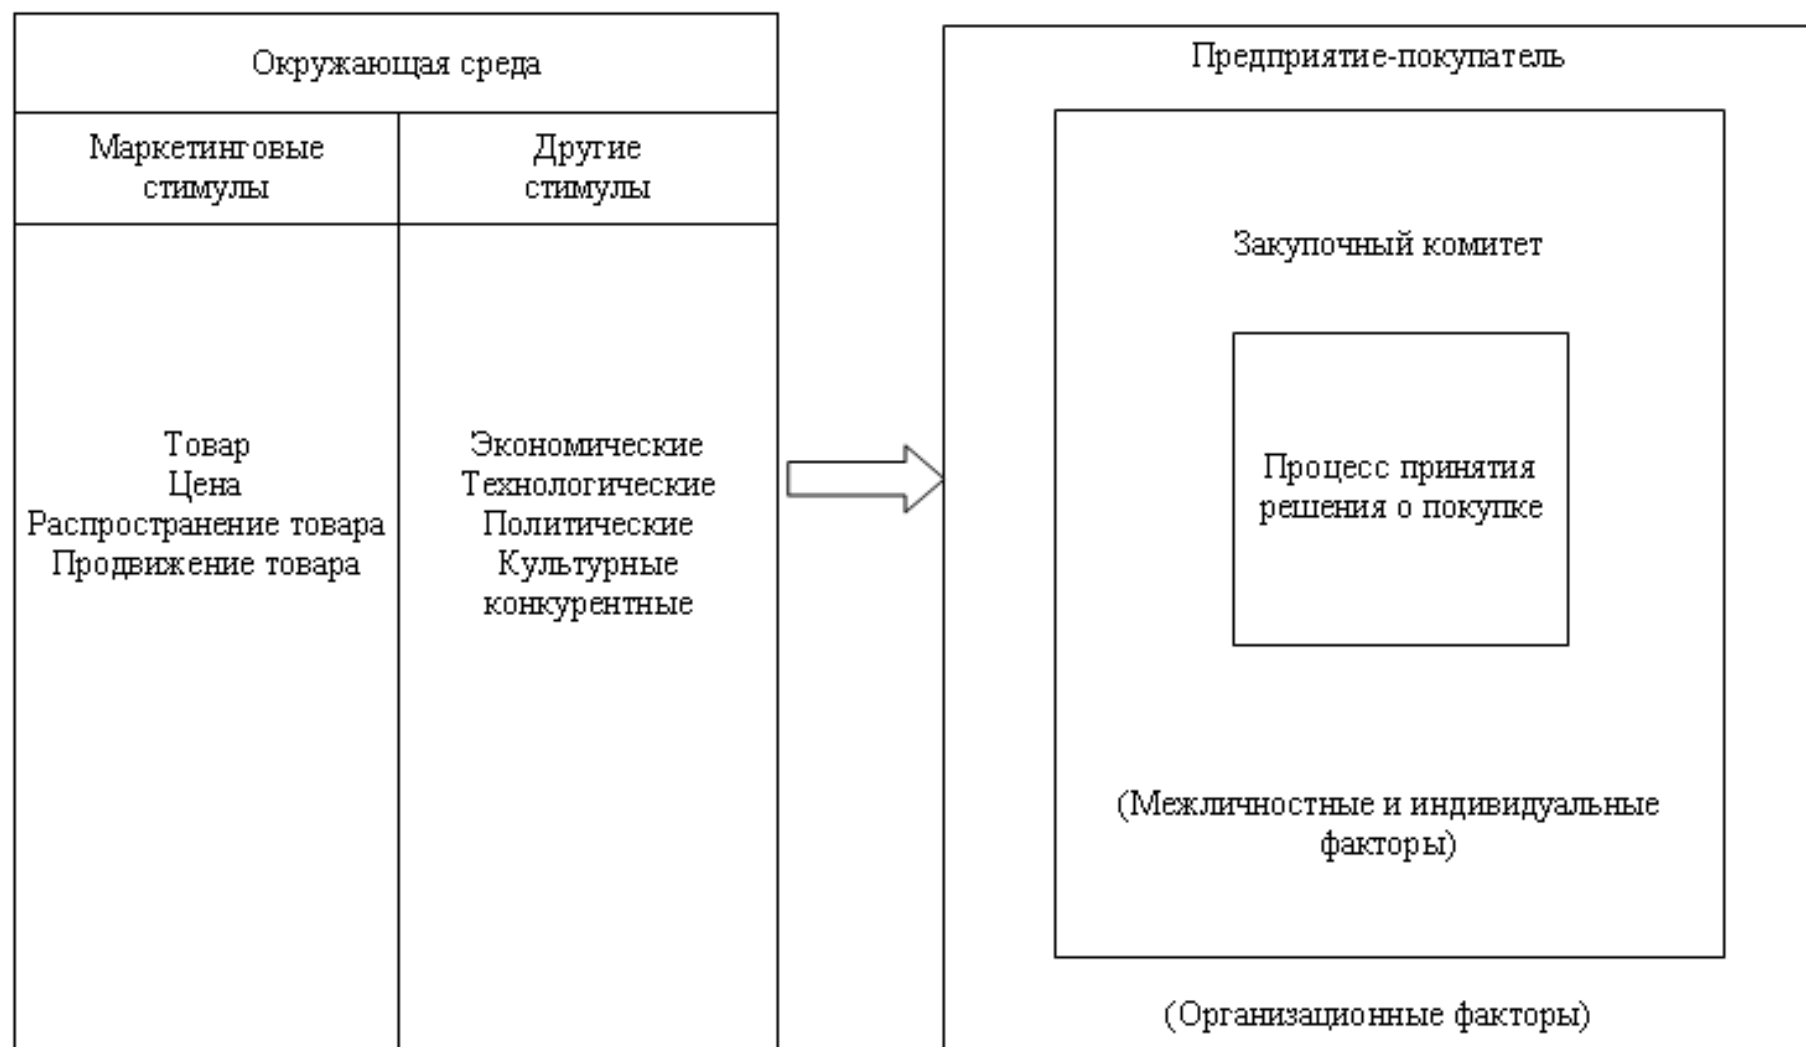 Окружающая среда
Маркетинговые
стимулы
Другие
стимулы
Товар
Цена
Распространение товара
Продвижение товара
Экономические
Технологические
Политические
Культурные
конкурентные
Предприятие-покупатель
Закупочный комитет
Процесс принятия
решения о покупке
(Межличностные и индивидуальные
факторы)
(Организационные факторы)